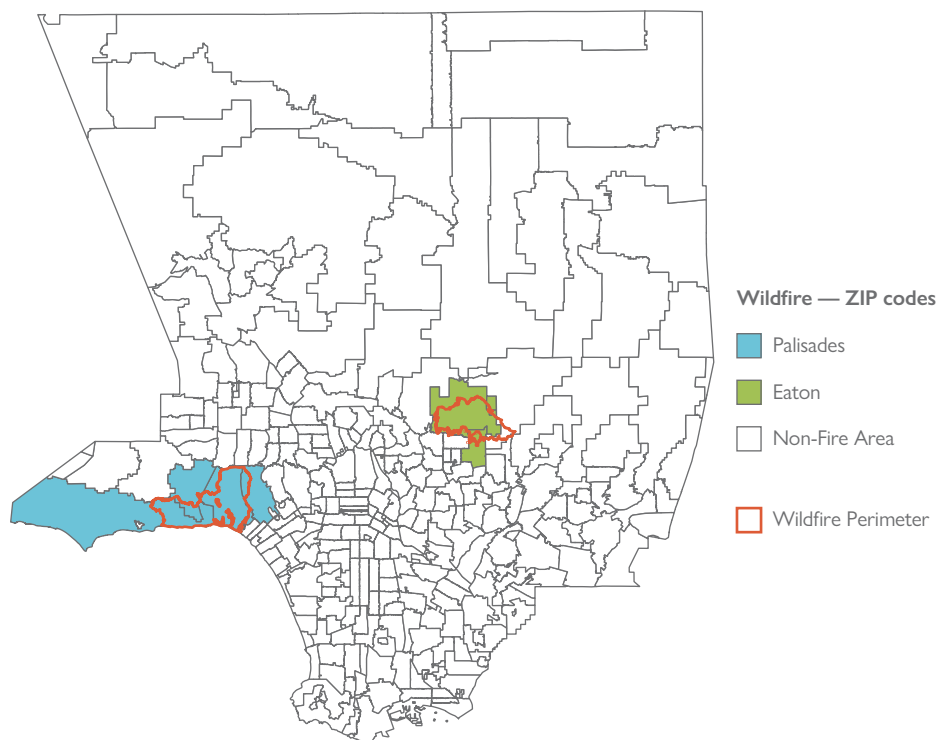 Wildfire — ZIP codes
Palisades
Eaton
Non-Fire Area
Wildfire Perimeter